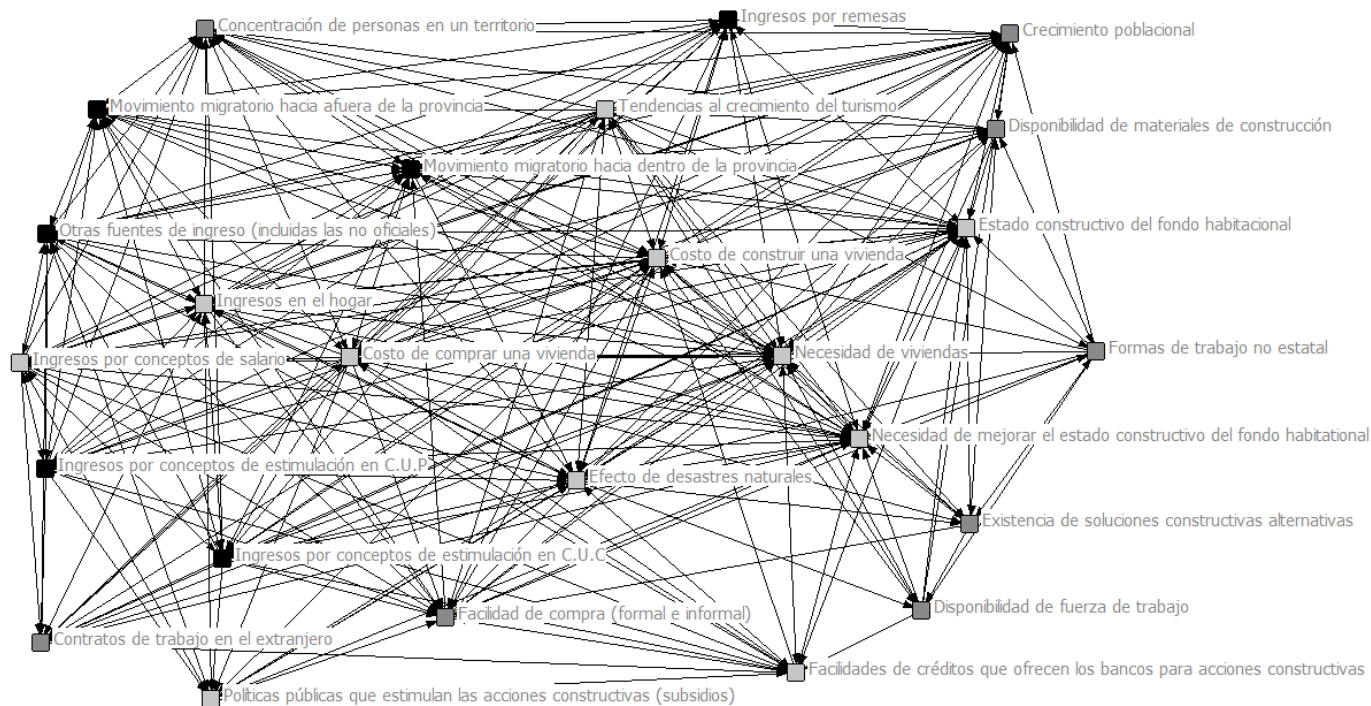 Concentración de personas en un territorio
Ingresos por remesas
Crecimiento poblacional
Movimiento migratorio hacia afuera de la provincia
Tendencias al crecimiento del turismo
Disponibilidad de materiales de construcción
Movimiento migratorio hacia dentro de la provincia
Otras fuentes de ingreso (incluidas las no oficiales)
Estado constructivo del fondo habitacional
Costo de construir una vivienda
Ingresos en el hogar
Ingresos por conceptos de salario
Costo de comprar una vivienda
Necesidad de viviendas
Formas de trabajo no estatal
Necesidad de mejorar el estado constructivo del fondo habitational
Ingresos por conceptos de estimulación en C.U.P
Efecto de desastres naturales
Existencia de soluciones constructivas alternativas
Ingresos por conceptos de estimulación en C.U.C
Facilidad de compra (formal e informal)
Disponibilidad de fuerza de trabajo
Contratos de trabajo en el extranjero
Facilidades de créditos que ofrecen los bancos para acciones constructivas
Políticas públicas que estimulan las acciones constructivas (subsidios)